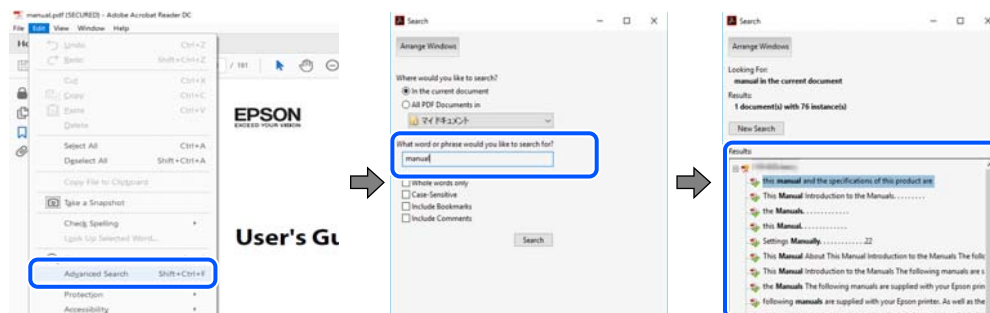 manual.pdf (SECURED) - Adobe Acrobat Reader DC
File Edit View Window Help
Undo Ctrl+Z
Redo Shift+Ctrl+Z
Cut Ctrl+X
Copy Ctrl+C
Paste Ctrl+V
Delete
Select All Ctrl+A
Deselect All Shift+Ctrl+A
Copy File to Clipboard
Take a Snapshot
Check Spelling
Look Up Selected Word...
Advanced Search Shift+Ctrl+F
Protection
Accessibility
/ 191
EPSON
EXCEED YOUR VISION
User's Gu
Search
Arrange Windows
Where would you like to search?
In the current document
All PDF Documents in
マイ ドキュメント
What word or phrase would you like to search for?
manual
Whole words only
Case-Sensitive
Include Bookmarks
Include Comments
Search
Search
Arrange Windows
Looking For:
manual in the current document
Results:
1 document(s) with 76 instance(s)
New Search
Results:
this manual and the specifications of this product are
This Manual Introduction to the Manuals. . . . . . . .
the Manuals. . . . . . . . . . . .
this Manual. . . . . . . . . . . .
Settings Manually. . . . . . . . . . . .22
This Manual About This Manual Introduction to the Manuals The follo
This Manual Introduction to the Manuals The following manuals are s
the Manuals The following manuals are supplied with your Epson prin
following manuals are supplied with your Epson printer. As well as the